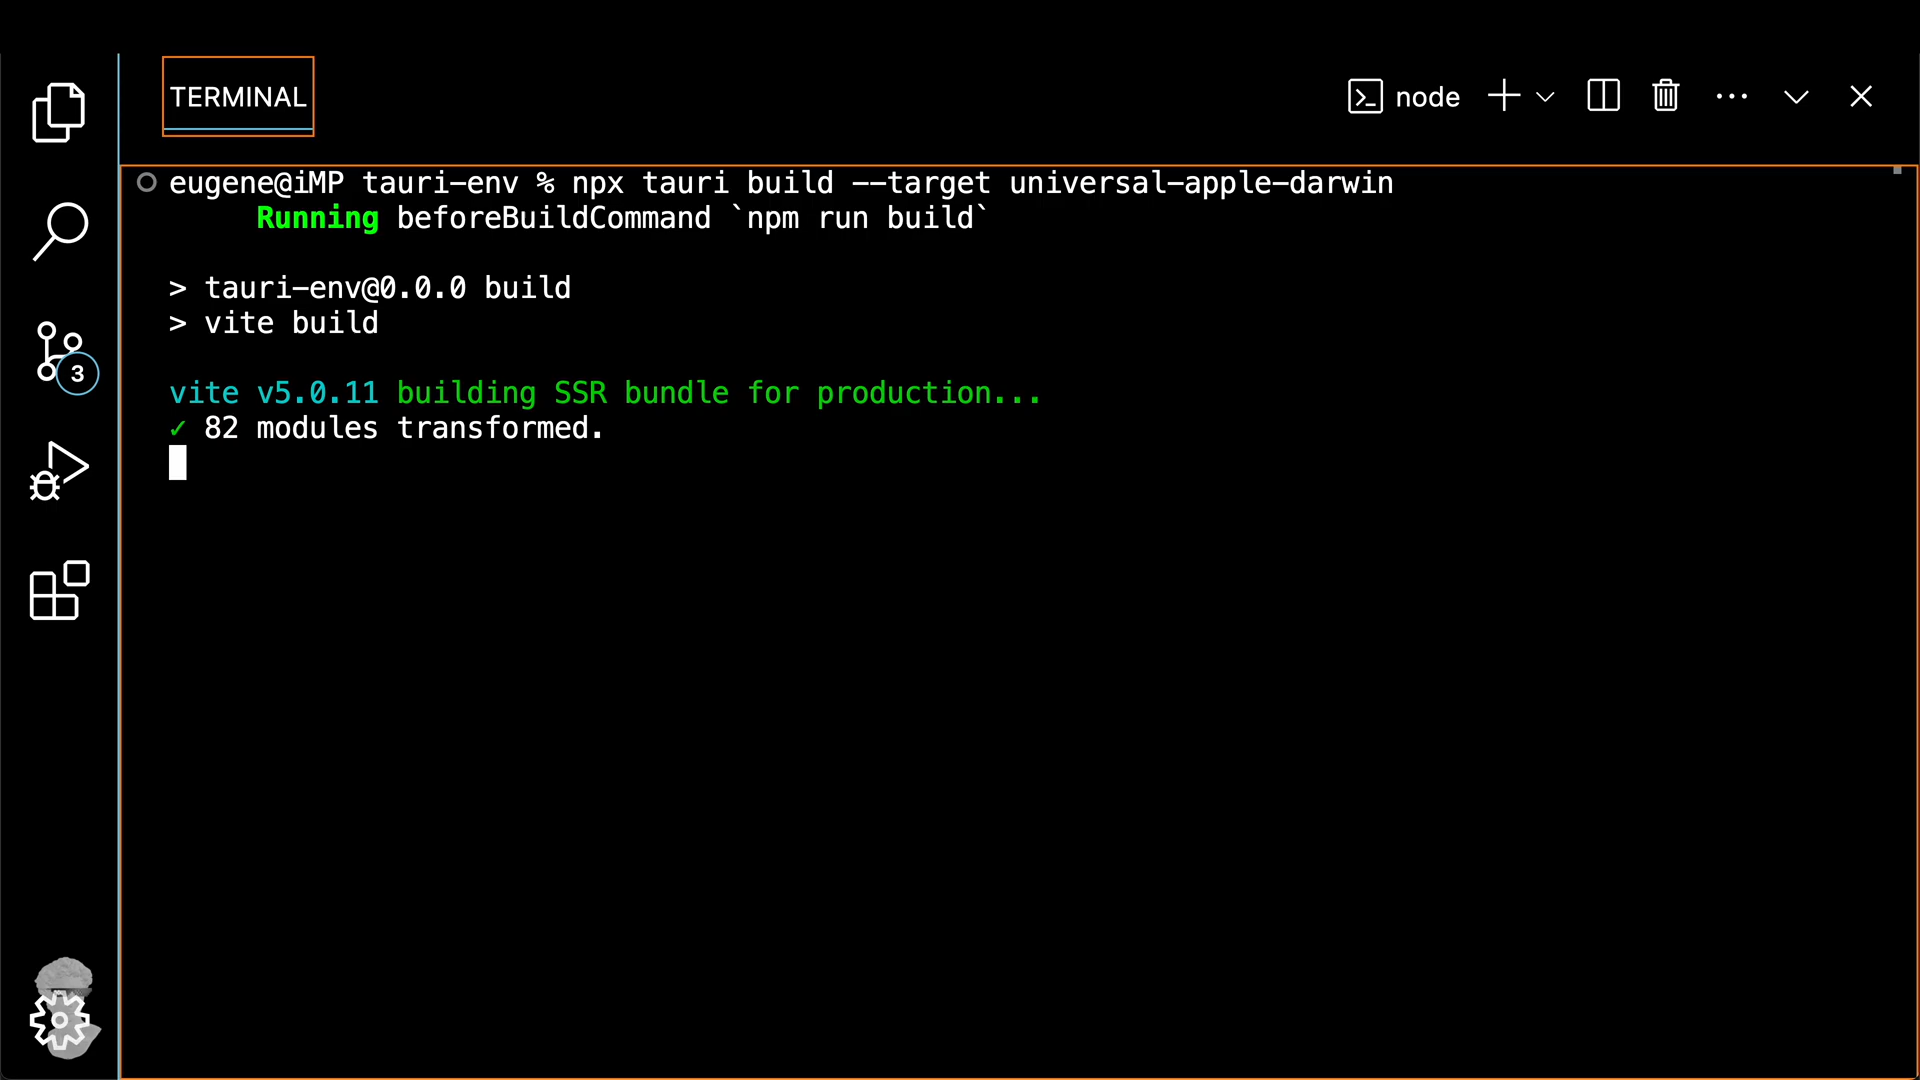 TERMINAL
node
eugene@iMP tauri-env % npx tauri build --target universal-apple-darwin
Running beforeBuildCommand `npm run build`
> tauri-env@0.0.0 build
> vite build
3
vite v5.0.11 building SSR bundle for production...
✓ 82 modules transformed.